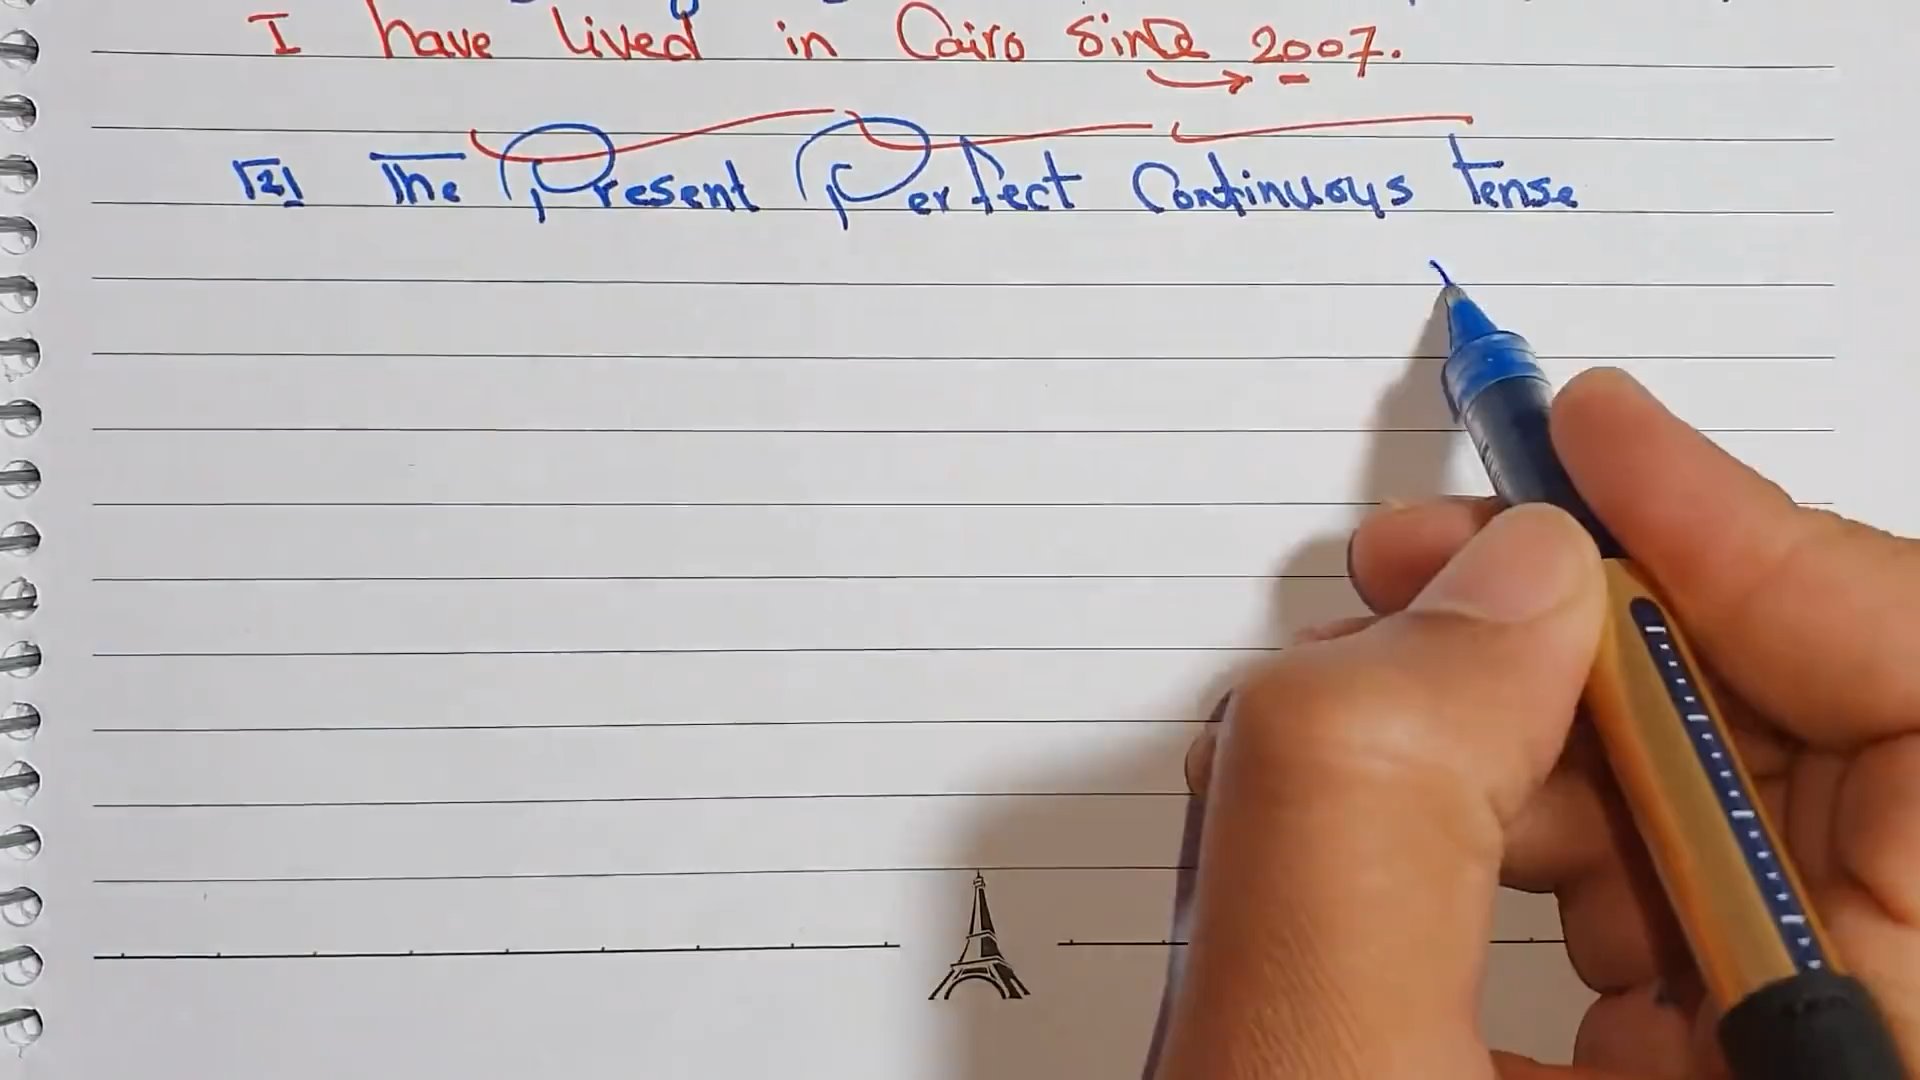 I have lived in Cairo Since 2007.
[2] The Present Perfect Continuous Tense